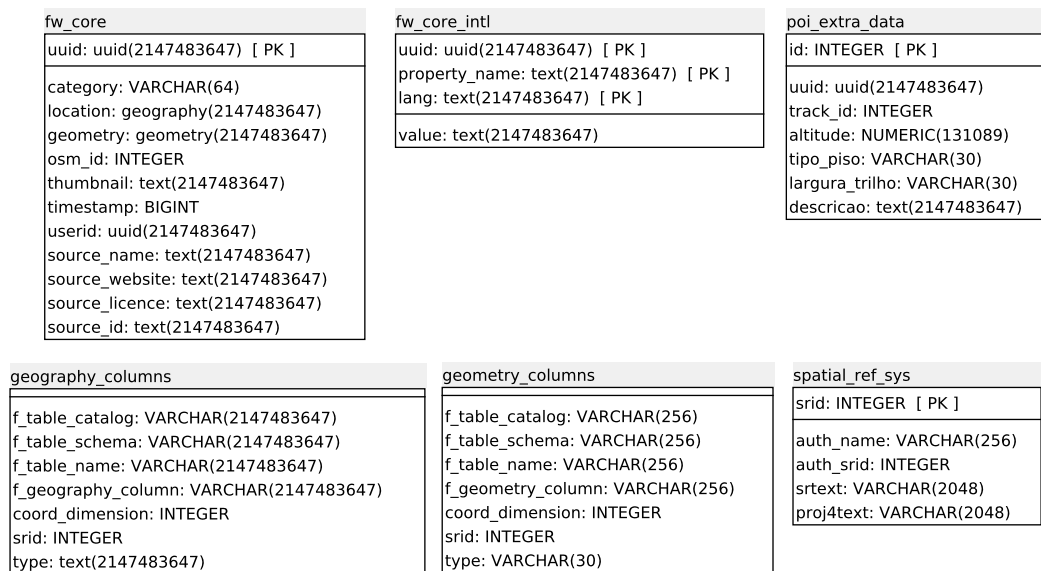 fw_core
uuid: uuid(2147483647)  [ PK ]
category: VARCHAR(64)
location: geography(2147483647)
geometry: geometry(2147483647)
osm_id: INTEGER
thumbnail: text(2147483647)
timestamp: BIGINT
userid: uuid(2147483647)
source_name: text(2147483647)
source_website: text(2147483647)
source_licence: text(2147483647)
source_id: text(2147483647)
fw_core_intl
uuid: uuid(2147483647)  [ PK ]
property_name: text(2147483647)  [ PK ]
lang: text(2147483647)  [ PK ]
value: text(2147483647)
poi_extra_data
id: INTEGER  [ PK ]
uuid: uuid(2147483647)
track_id: INTEGER
altitude: NUMERIC(131089)
tipo_piso: VARCHAR(30)
largura_trilho: VARCHAR(30)
descricao: text(2147483647)
geography_columns
f_table_catalog: VARCHAR(2147483647)
f_table_schema: VARCHAR(2147483647)
f_table_name: VARCHAR(2147483647)
f_geography_column: VARCHAR(2147483647)
coord_dimension: INTEGER
srid: INTEGER
type: text(2147483647)
geometry_columns
f_table_catalog: VARCHAR(256)
f_table_schema: VARCHAR(256)
f_table_name: VARCHAR(256)
f_geometry_column: VARCHAR(256)
coord_dimension: INTEGER
srid: INTEGER
type: VARCHAR(30)
spatial_ref_sys
srid: INTEGER  [ PK ]
auth_name: VARCHAR(256)
auth_srid: INTEGER
srtext: VARCHAR(2048)
proj4text: VARCHAR(2048)